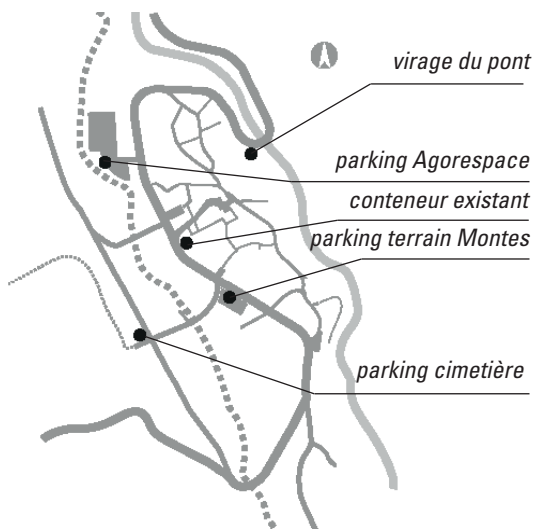 virage du pont
parking Agorespace
conteneur existant
parking terrain Montes
parking cimetière